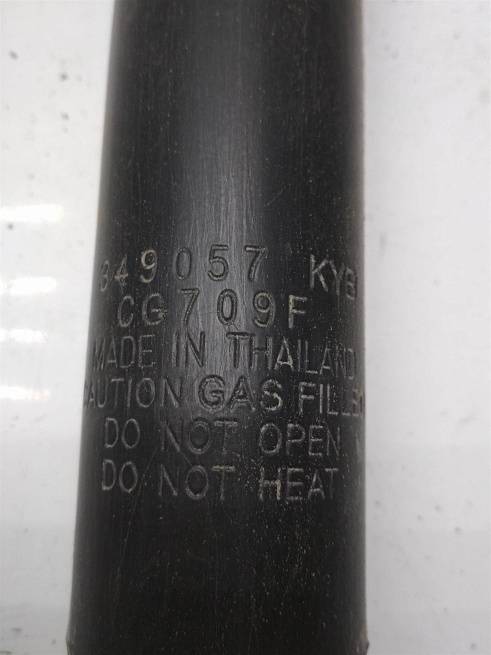 349057 KYB
CG709F
MADE IN THAILAND
CAUTION GAS FILLED
DO NOT OPEN
DO NOT HEAT